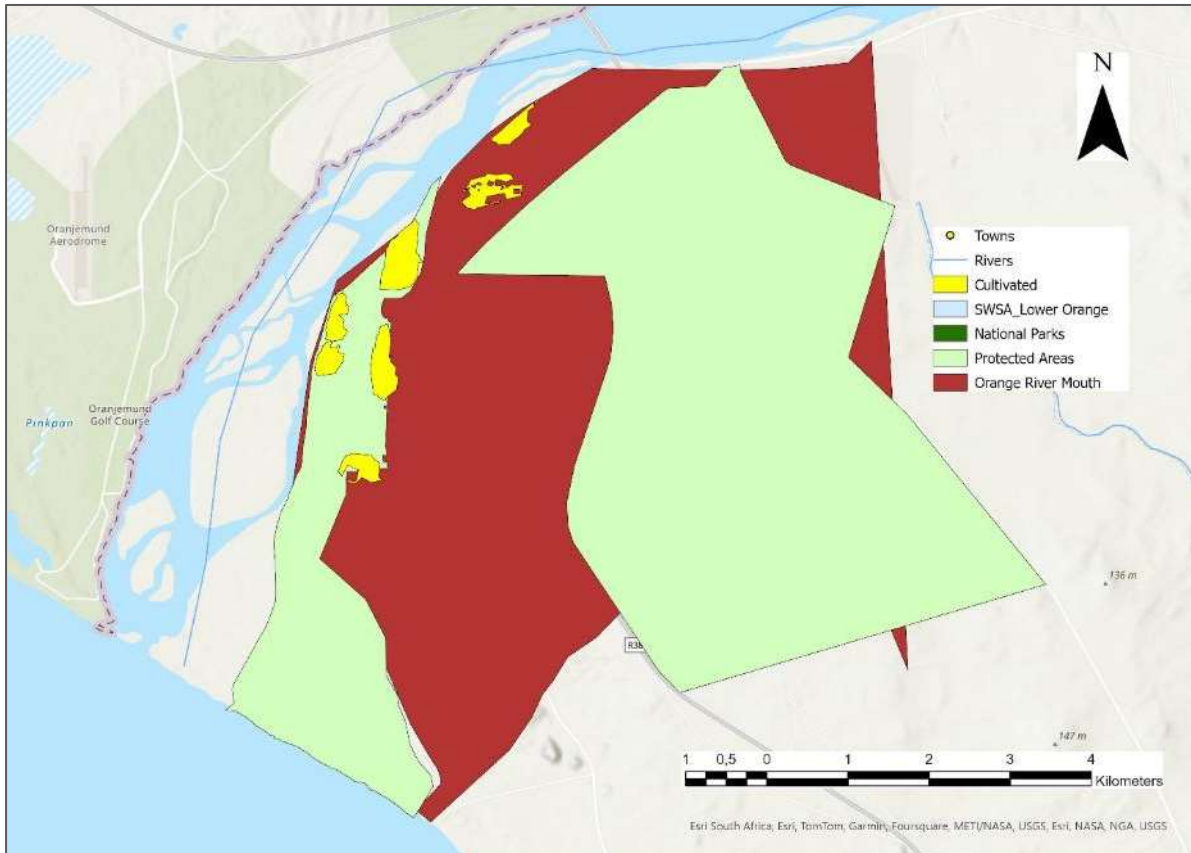 N
Oranjemund
Aerodrome
Towns
Rivers
Cultivated
SWSA_Lower Orange
National Parks
Protected Areas
Orange River Mouth
Pinkpan
Oranjemund
Golf Course
136 m
147 m
1 0,5 0 1 2 3 4
Kilometers
Esri South Africa, Esri, TomTom, Garmin, Foursquare, METI/NASA, USGS, Esri, NASA, NGA, USGS